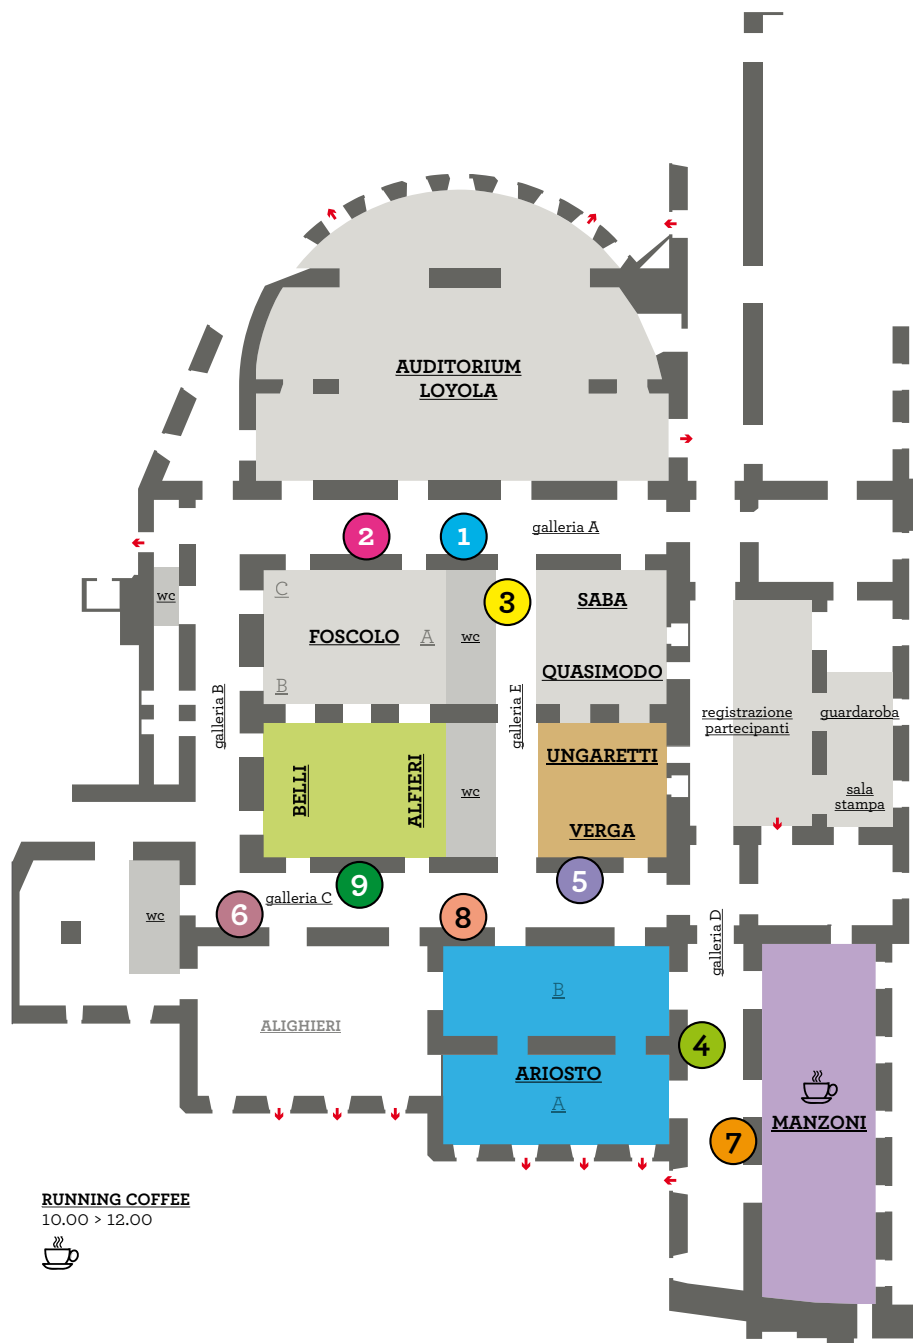 AUDITORIUM
LOYOLA
galleria A
2
1
3
C
wc
SABA
FOSCOLO
A
wc
QUASIMODO
B
galleria B
galleria E
registrazione
partecipanti
guardaroba
BELLI
ALFIERI
wc
UNGARETTI
sala
stampa
VERGA
9
5
galleria C
6
8
wc
galleria D
B
ALIGHIERI
4
ARIOSTO
A
MANZONI
7
RUNNING COFFEE
10.00 > 12.00